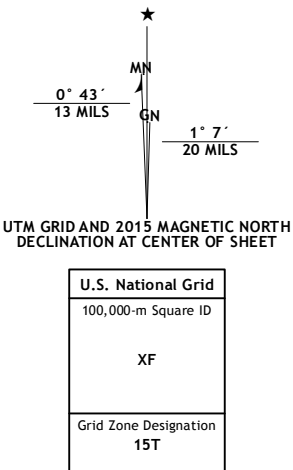 ★
MN
0° 43´
13 MILS
GN
1° 7´
20 MILS
UTM GRID AND 2015 MAGNETIC NORTH
DECLINATION AT CENTER OF SHEET
U.S. National Grid
100,000-m Square ID
XF
Grid Zone Designation
15T